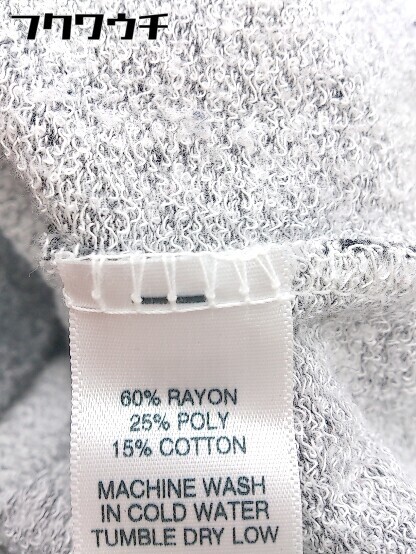 フクワウチ
60% RAYON
25% POLY
15% COTTON
MACHINE WASH
IN COLD WATER
TUMBLE DRY LOW